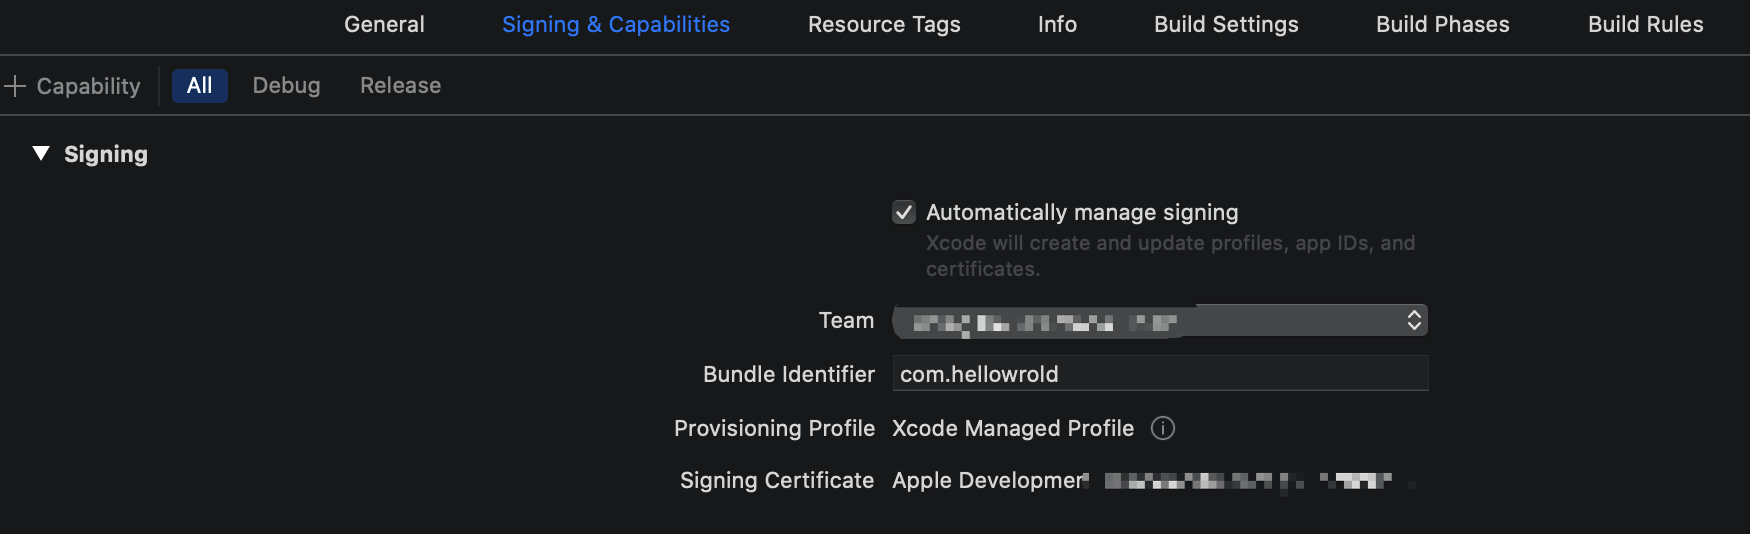 General Signing & Capabilities Resource Tags Info Build Settings Build Phases Build Rules
+ Capability All Debug Release
Signing
Automatically manage signing
Xcode will create and update profiles, app IDs, and
certificates.
Team
Bundle Identifier com.hellowrold
Provisioning Profile Xcode Managed Profile
Signing Certificate Apple Development